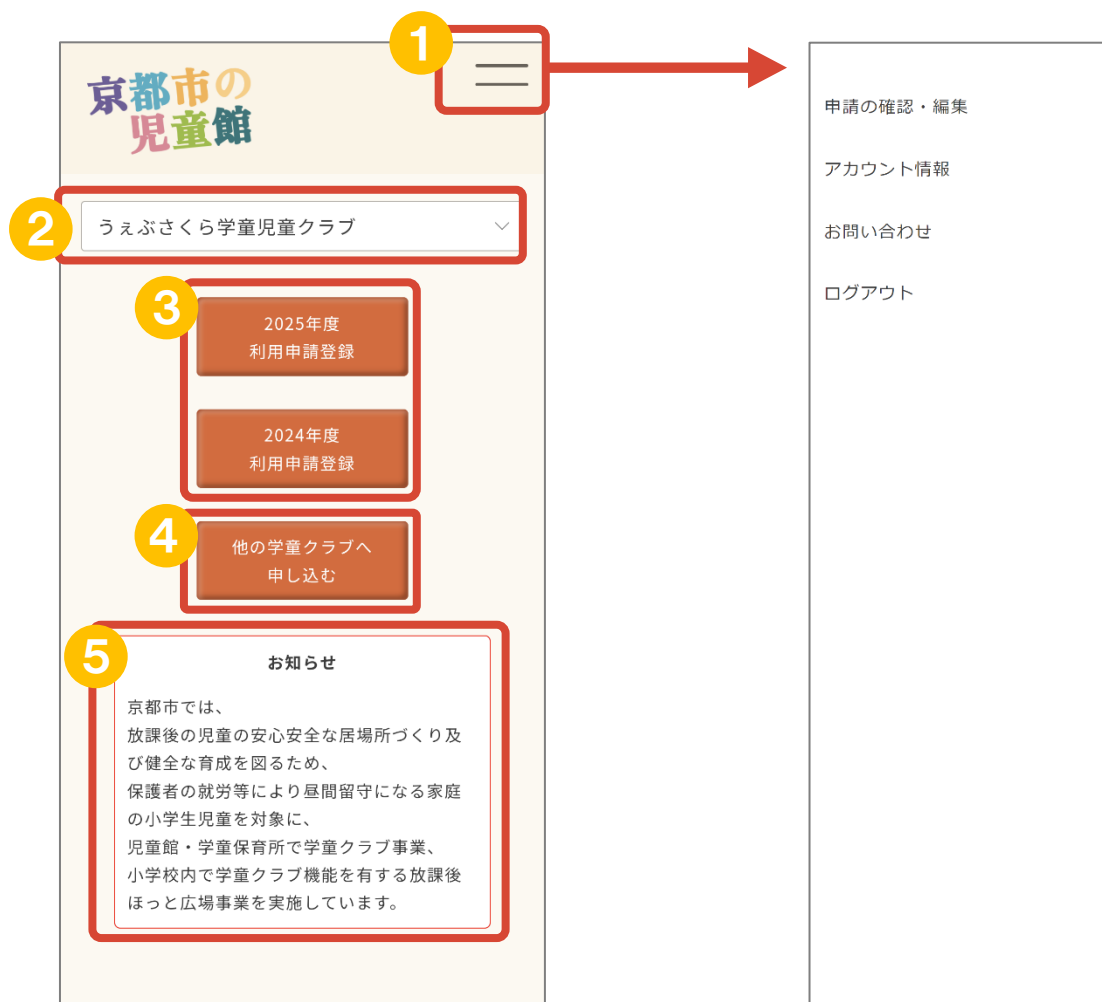 1
京都市の
児童館
2
うぇぶさくら学童児童クラブ
3
2025年度
利用申請登録
2024年度
利用申請登録
4
他の学童クラブへ
申し込む
5
お知らせ
京都市では、
放課後の児童の安心安全な居場所づくり及
び健全な育成を図るため、
保護者の就労等により昼間留守になる家庭
の小学生児童を対象に、
児童館・学童保育所で学童クラブ事業、
小学校内で学童クラブ機能を有する放課後
ほっと広場事業を実施しています。
申請の確認・編集
アカウント情報
お問い合わせ
ログアウト